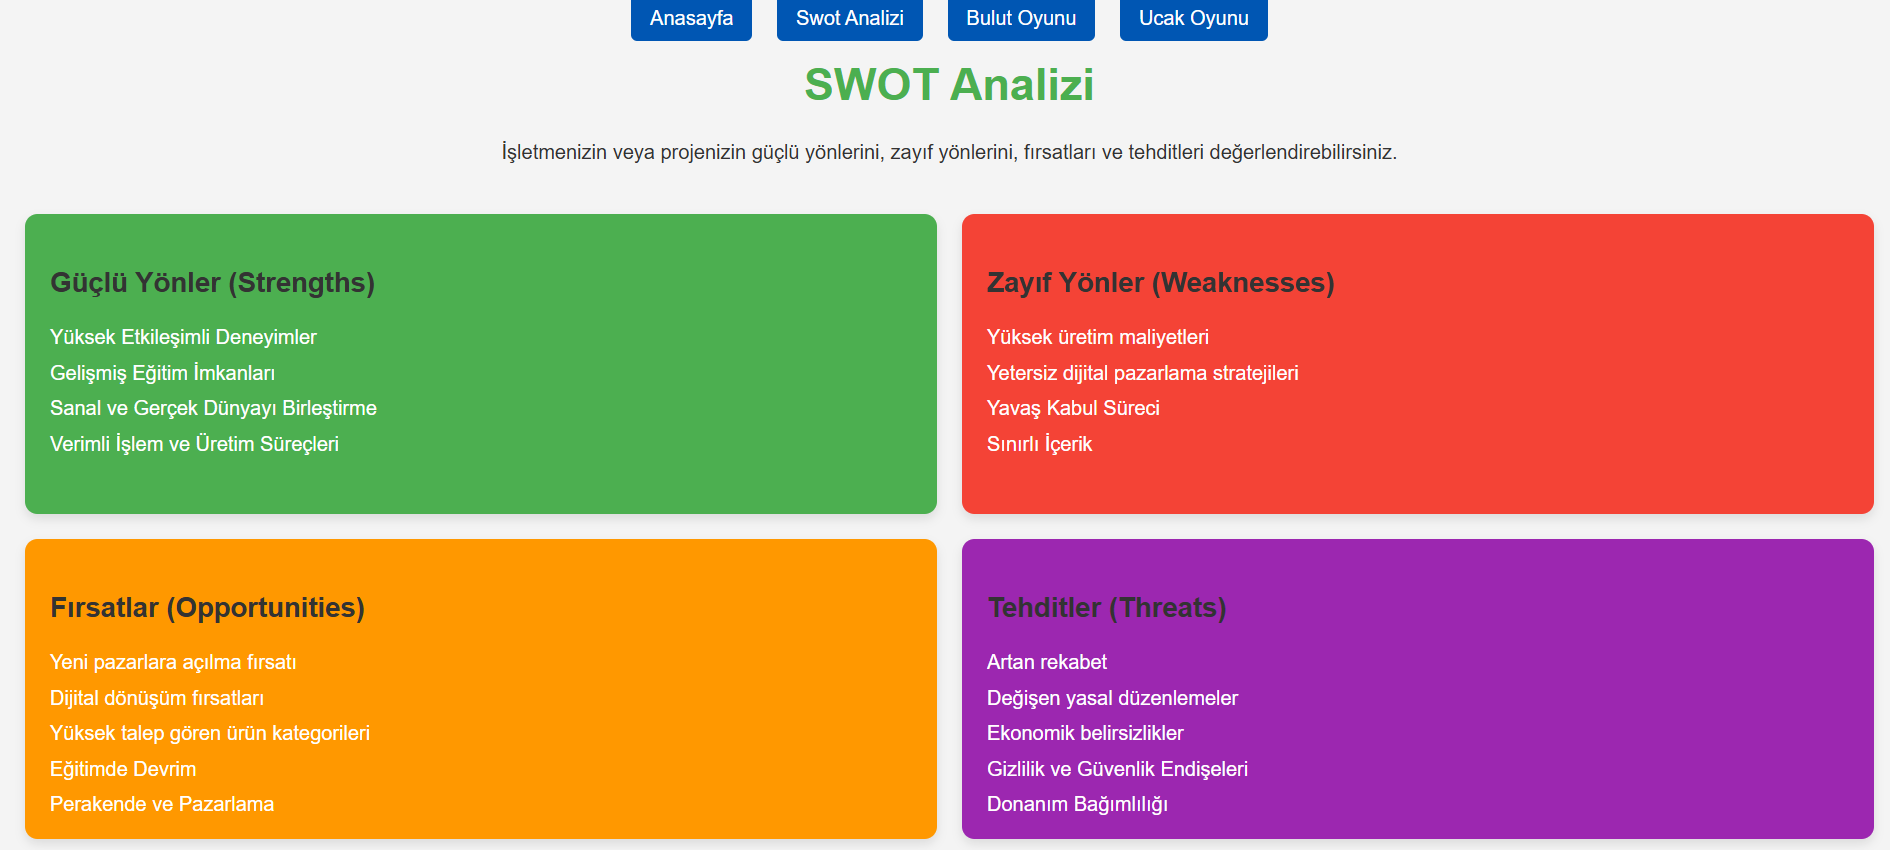 Anasayfa
Swot Analizi
Bulut Oyunu
Ucak Oyunu
SWOT Analizi
İşletmenizin veya projenizin güçlü yönlerini, zayıf yönlerini, fırsatları ve tehditleri değerlendirebilirsiniz.
Güçlü Yönler (Strengths)
Yüksek Etkileşimli Deneyimler
Gelişmiş Eğitim İmkanları
Sanal ve Gerçek Dünyayı Birleştirme
Verimli İşlem ve Üretim Süreçleri
Zayıf Yönler (Weaknesses)
Yüksek üretim maliyetleri
Yetersiz dijital pazarlama stratejileri
Yavaş Kabul Süreci
Sınırlı İçerik
Fırsatlar (Opportunities)
Yeni pazarlara açılma fırsatı
Dijital dönüşüm fırsatları
Yüksek talep gören ürün kategorileri
Eğitimde Devrim
Perakende ve Pazarlama
Tehditler (Threats)
Artan rekabet
Değişen yasal düzenlemeler
Ekonomik belirsizlikler
Gizlilik ve Güvenlik Endişeleri
Donanım Bağımlılığı